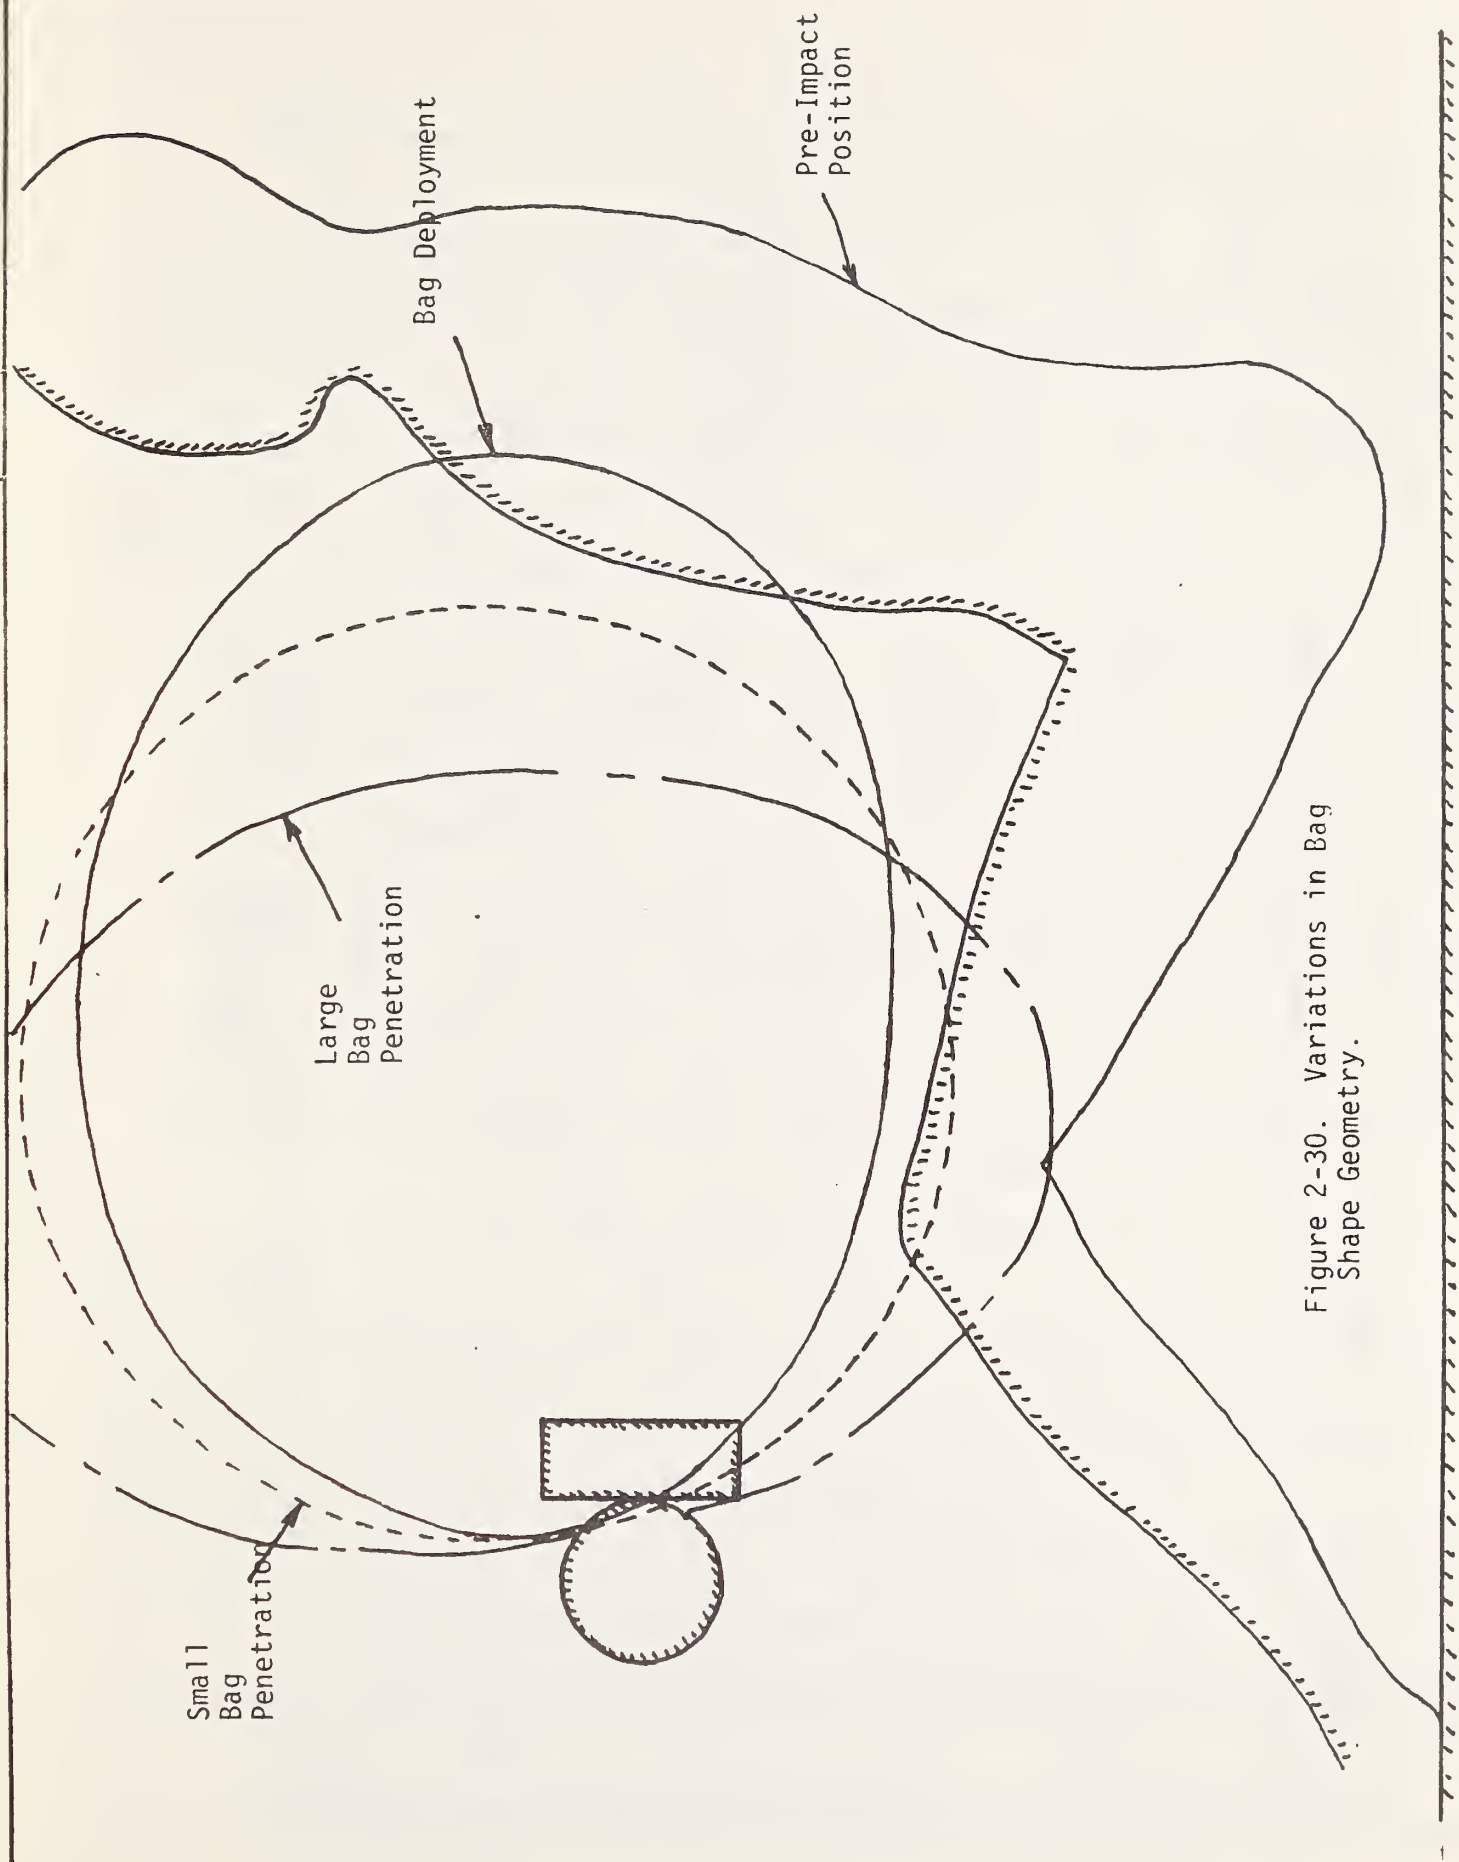 Small
Bag
Penetration
Large
Bag
Penetration
Bag Deployment
Pre-Impact
Position
Figure 2-30. Variations in Bag
Shape Geometry.